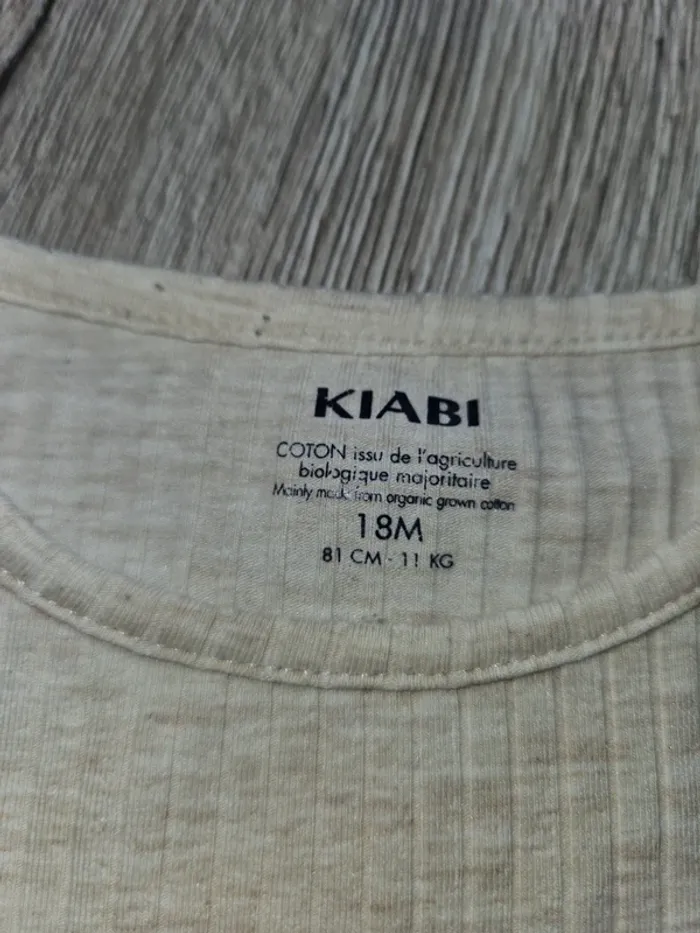 KIABI
COTON issu de l'agriculture
biologique majoritaire
Mainly made from organic grown cotton
18M
81 CM - 11 KG